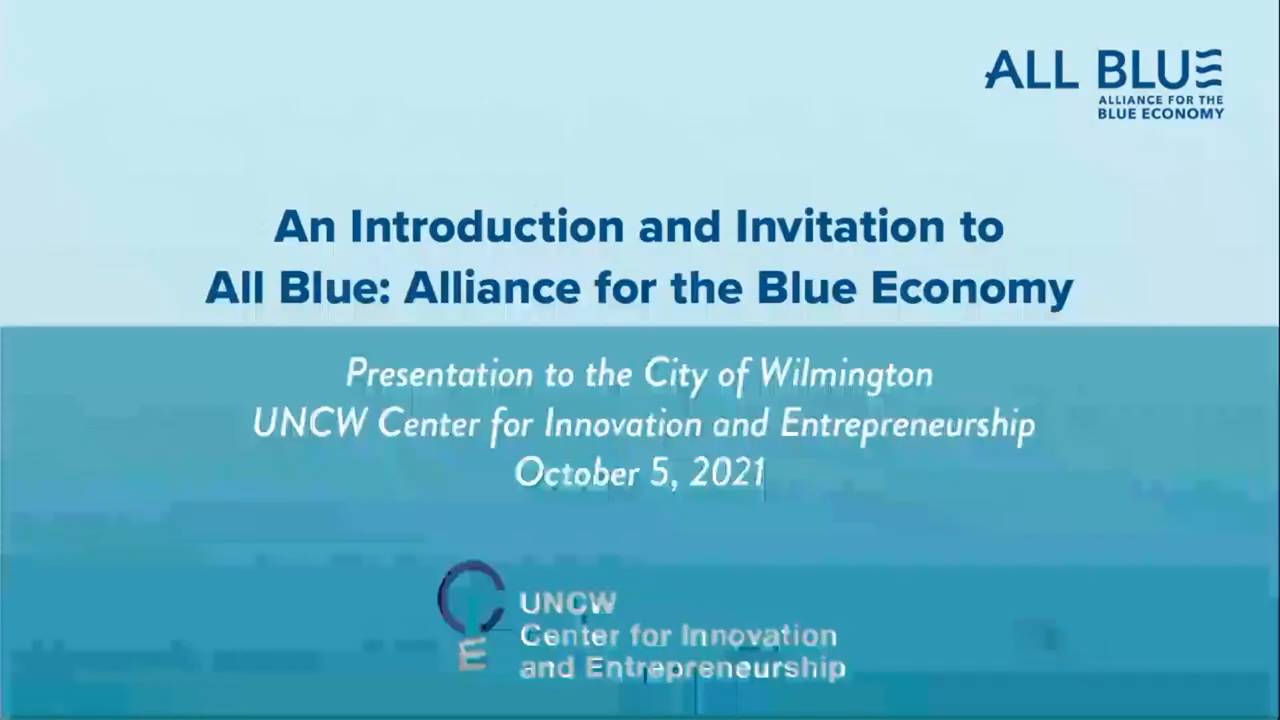 ALL BLUE
ALLIANCE FOR THE
BLUE ECONOMY
An Introduction and Invitation to
All Blue: Alliance for the Blue Economy
Presentation to the City of Wilmington
UNCW Center for Innovation and Entrepreneurship
October 5, 2021
UNCW
Center for Innovation
and Entrepreneurship